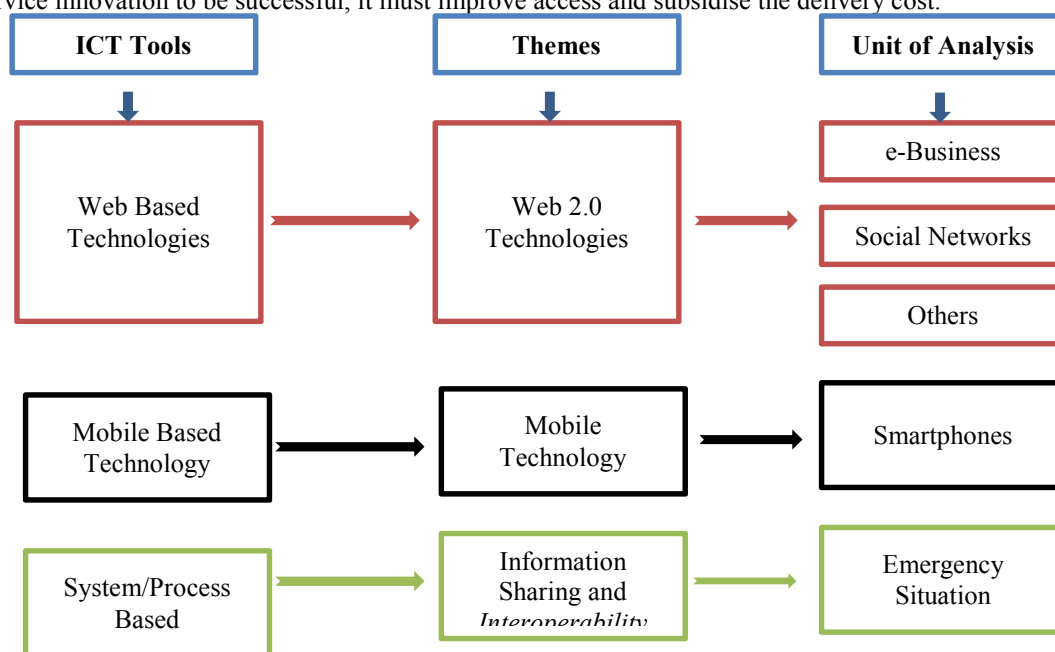 rvice innovation to be successful, it must improve access and subsidise the delivery cost.
ICT Tools
Themes
Unit of Analysis
Web Based
Technologies
Web 2.0
Technologies
e-Business
Social Networks
Others
Mobile Based
Technology
Mobile
Technology
Smartphones
System/Process
Based
Information
Sharing and
Interoperability
Emergency
Situation